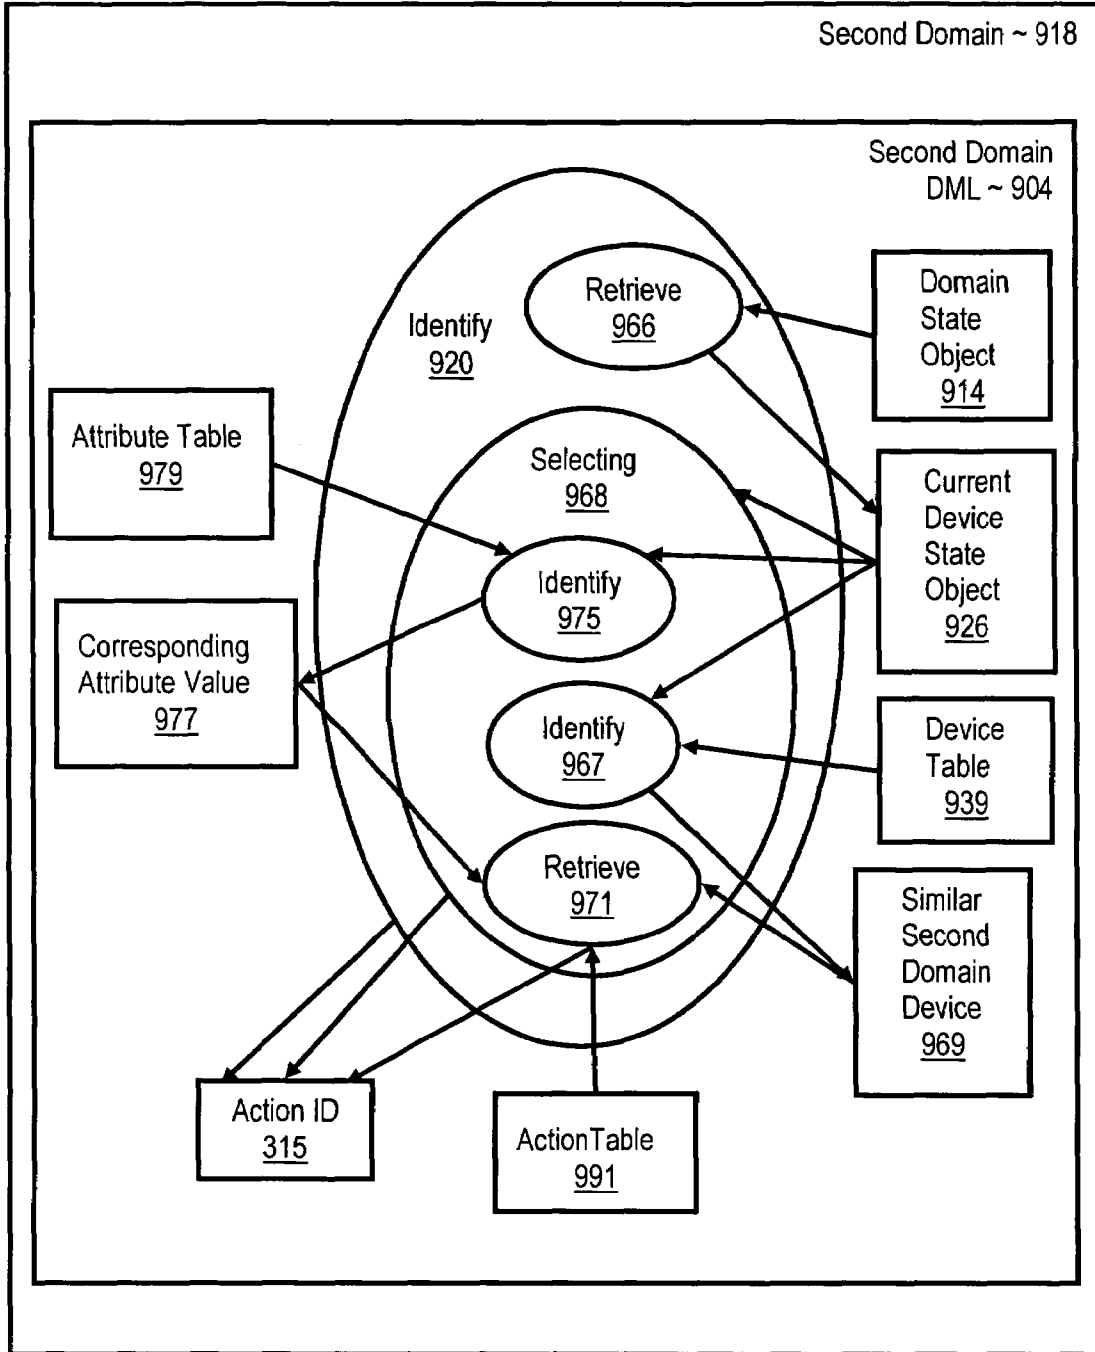 Second Domain ~ 918
Second Domain
DML ~ 904
Retrieve
966
Identify
920
Domain
State
Object
914
Attribute Table
979
Selecting
968
Current
Device
State
Object
926
Identify
975
Corresponding
Attribute Value
977
Identify
967
Device
Table
939
Retrieve
971
Similar
Second
Domain
Device
969
Action ID
315
ActionTable
991